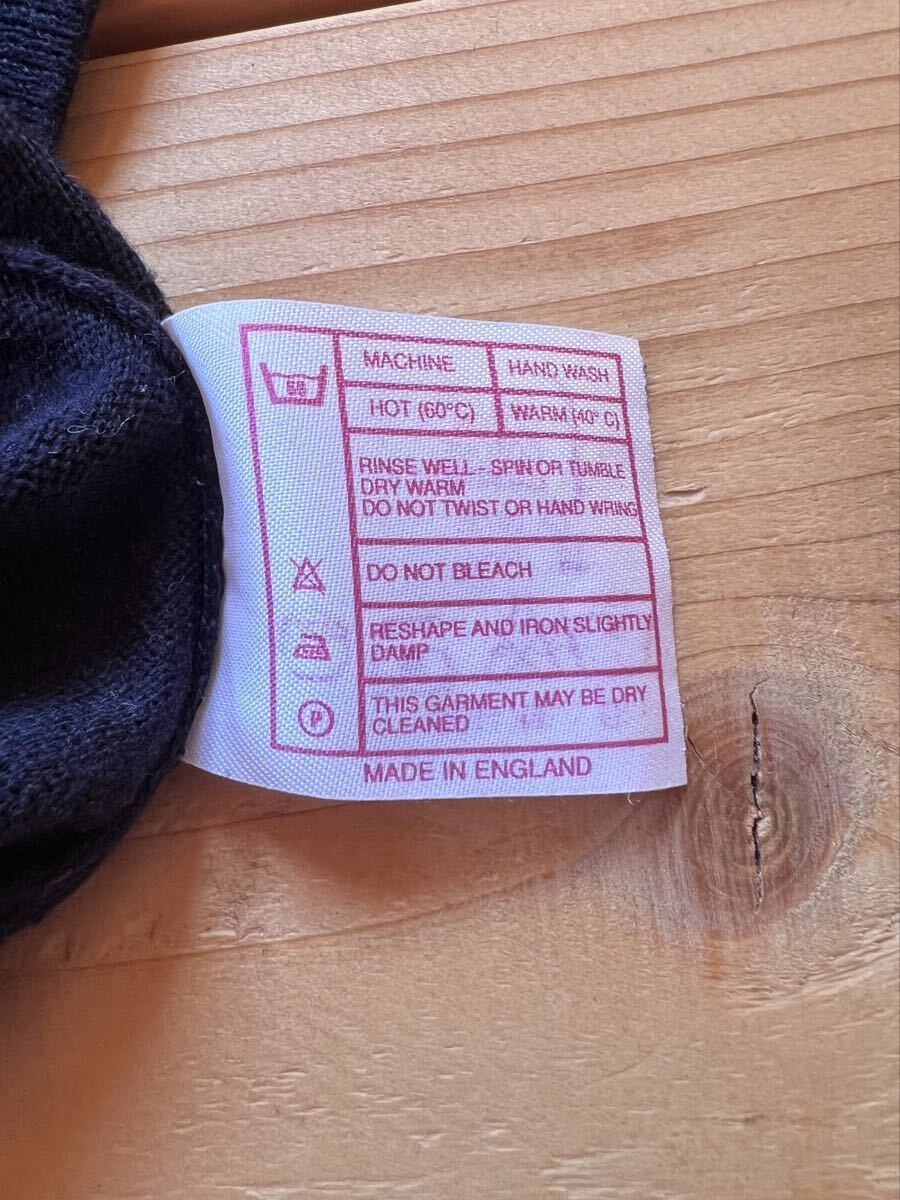 MACHINE HAND WASH
HOT (60°C) WARM (40°C)
RINSE WELL - SPIN OR TUMBLE
DRY WARM
DO NOT TWIST OR HAND WRING
DO NOT BLEACH
RESHAPE AND IRON SLIGHTLY
DAMP
P
THIS GARMENT MAY BE DRY
CLEANED
MADE IN ENGLAND